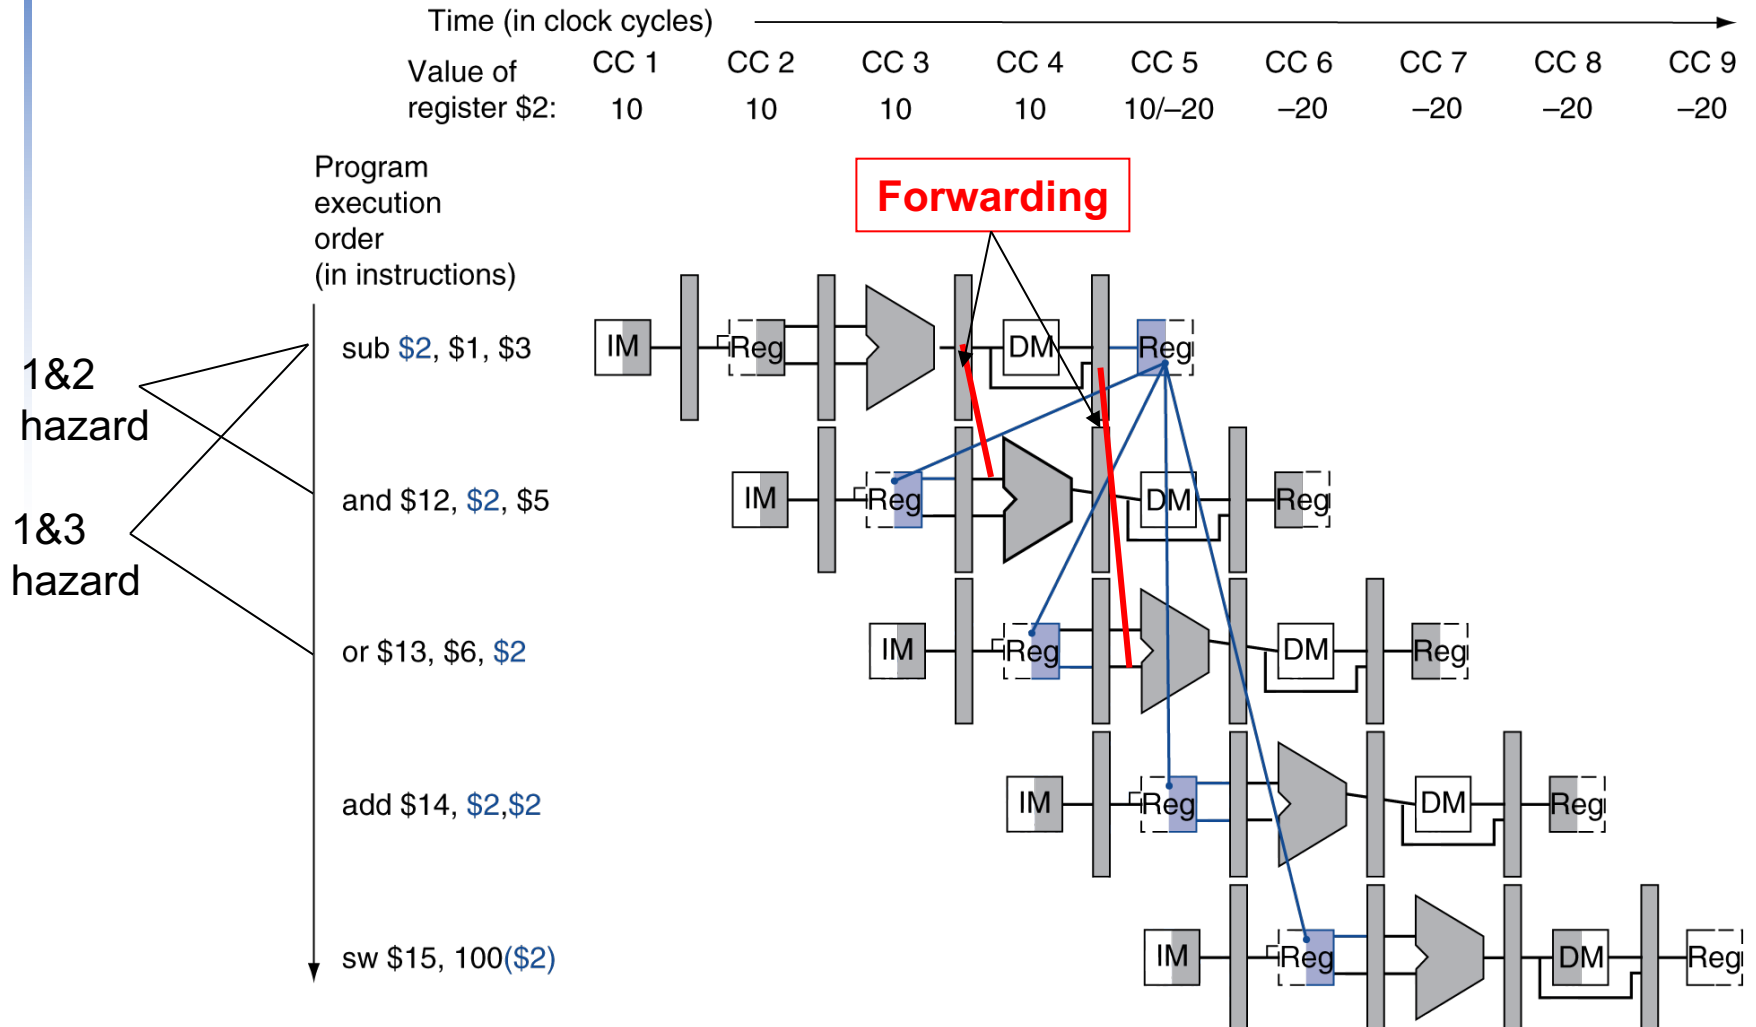 Time (in clock cycles)
Value of register $2:
CC 1 CC 2 CC 3 CC 4 CC 5 CC 6 CC 7 CC 8 CC 9
10 10 10 10 10/–20 –20 –20 –20 –20
Program
execution
order
(in instructions)
Forwarding
1&2
hazard
1&3
hazard
sub $2, $1, $3
IM Reg DM Reg
and $12, $2, $5
IM Reg DM Reg
or $13, $6, $2
IM Reg DM Reg
add $14, $2,$2
IM Reg DM Reg
sw $15, 100($2)
IM Reg DM Reg